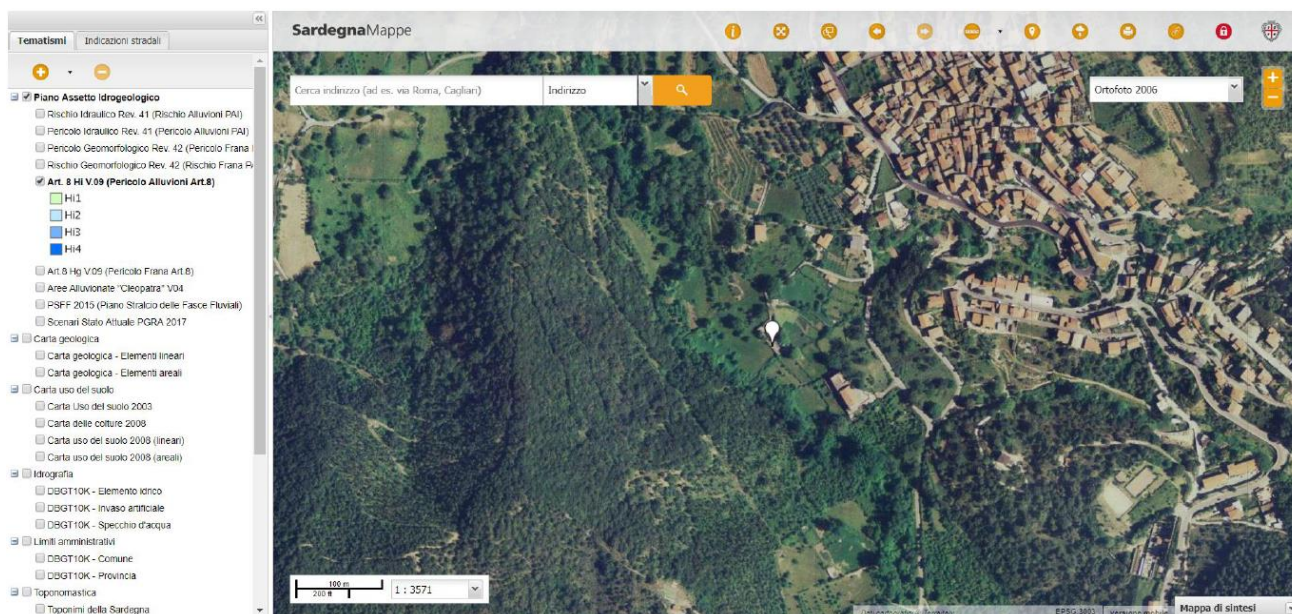 Tematismi
Indicazioni stradali
Piano Assetto Idrogeologico
Rischio Idraulico Rev. 41 (Rischio Alluvioni PAI)
Pericolo Idraulico Rev. 41 (Pericolo Alluvioni PAI)
Pericolo Geomorfologico Rev. 42 (Pericolo Frana
Rischio Geomorfologico Rev. 42 (Rischio Frana
Art. 8 Hi V.09 (Pericolo Alluvioni Art.8)
Hi1
Hi2
Hi3
Hi4
Art.8 Hg V.09 (Pericolo Frana Art.8)
Aree Alluvionate "Cleopatra" V04
PSFF 2015 (Piano Stralcio delle Fasce Fluviali)
Scenari Stato Attuale PGRA 2017
Carta geologica
Carta geologica - Elementi lineari
Carta geologica - Elementi areali
Carta uso del suolo
Carta Uso del suolo 2003
Carta delle colture 2008
Carta uso del suolo 2008 (lineari)
Carta uso del suolo 2008 (areali)
Idrografia
DBGT10K - Elemento idrico
DBGT10K - Invaso artificiale
DBGT10K - Specchio d'acqua
Limiti amministrativi
DBGT10K - Comune
DBGT10K - Provincia
Toponomastica
Toponimi della Sardegna
SardegnaMappe
Cerca indirizzo (ad es. via Roma, Cagliari)
Indirizzo
Ortofoto 2006
100 m
200 ft
1 : 3571
EPSG:3003
versione mobile
Mappa di sintesi